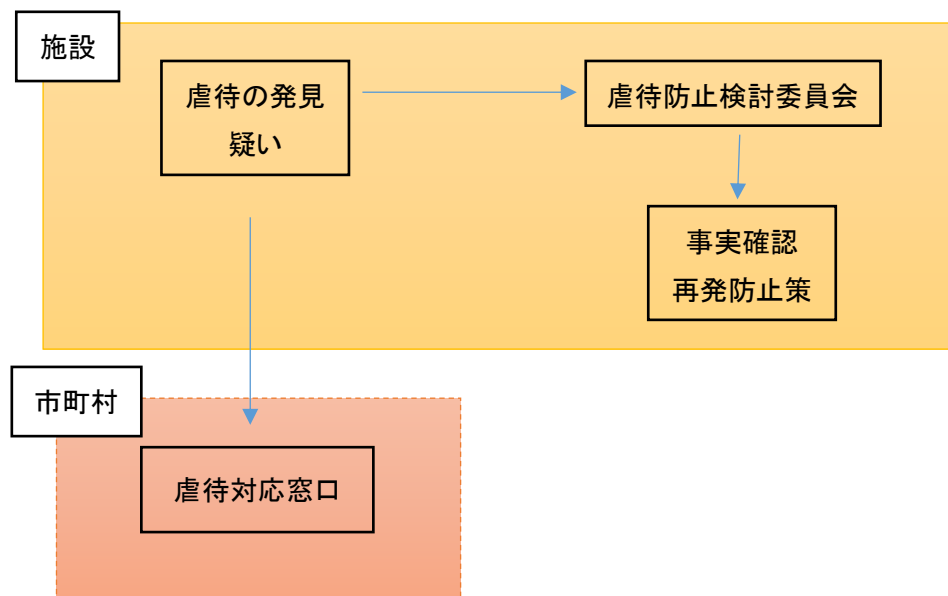 施設
虐待の発見
疑い
虐待防止検討委員会
事実確認
再発防止策
市町村
虐待対応窓口